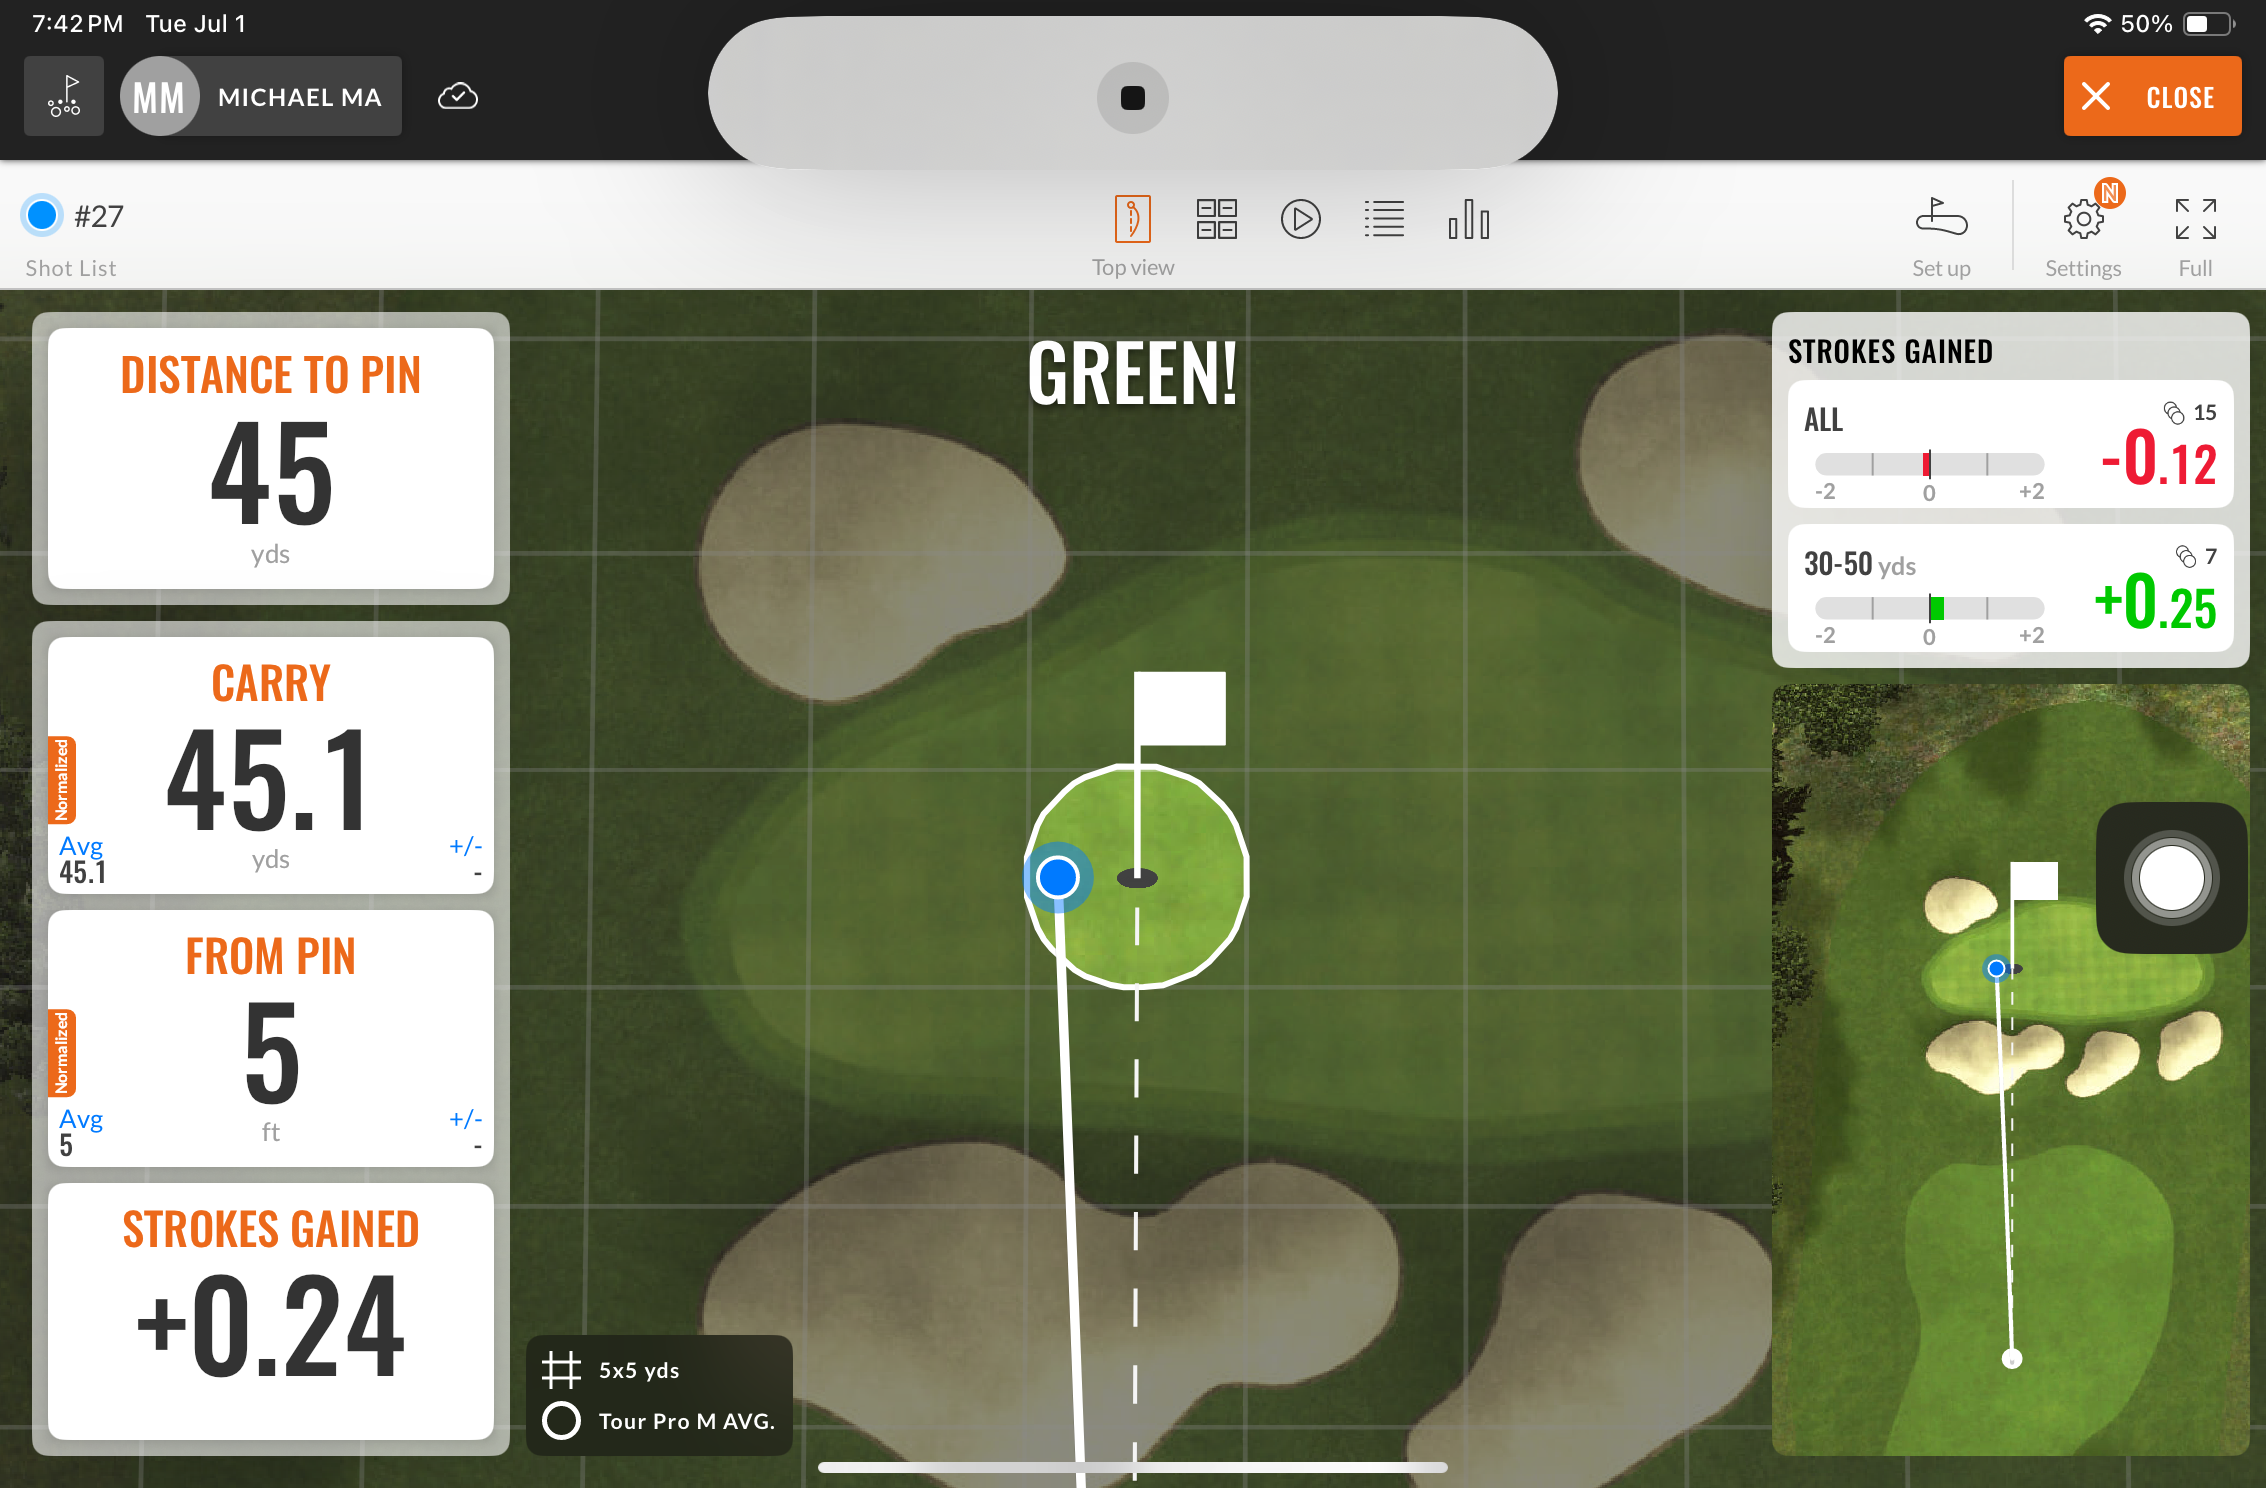 7:42 PM Tue Jul 1
50%
MM MICHAEL MA
CLOSE
#27
Shot List
Top view
N
Set up
Settings
Full
DISTANCE TO PIN
45
yds
CARRY
45.1
Normalized
Avg
45.1
yds
+/-
-
FROM PIN
5
Normalized
Avg
5
ft
+/-
-
STROKES GAINED
+0.24
GREEN!
5x5 yds
Tour Pro M AVG.
STROKES GAINED
ALL
15
-0.12
-2 0 +2
30-50 yds
7
+0.25
-2 0 +2